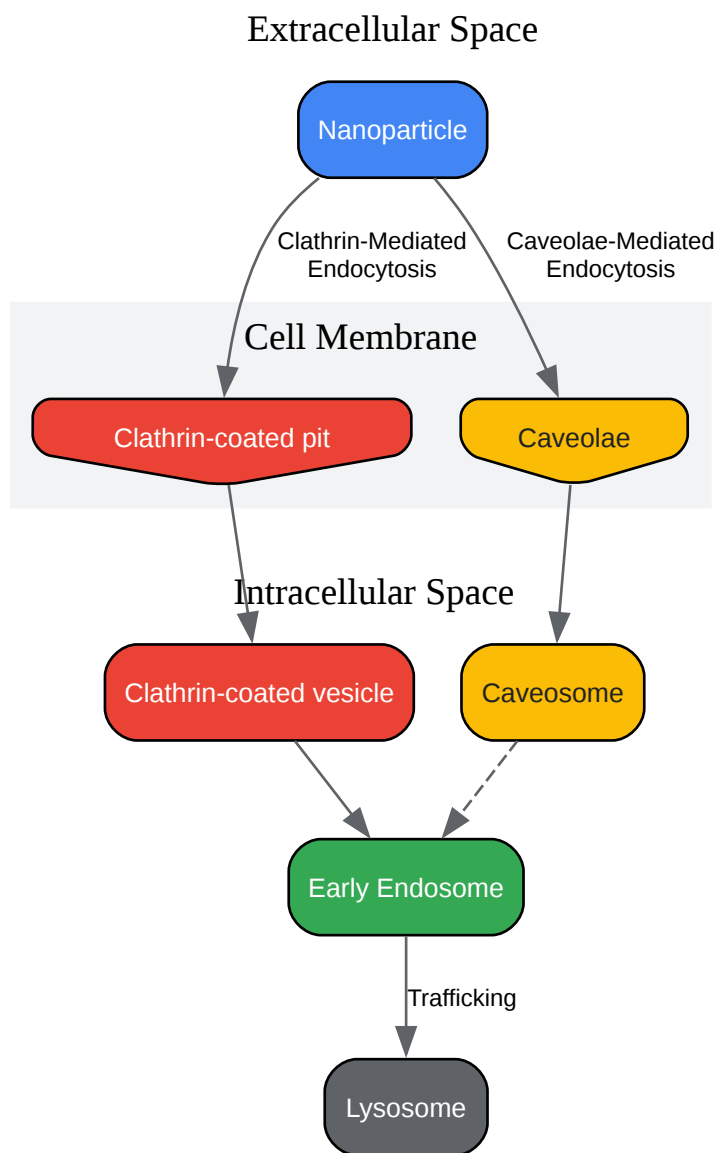 Extracellular Space
Nanoparticle
Clathrin-Mediated
Endocytosis
Caveolae-Mediated
Endocytosis
Cell Membrane
Clathrin-coated pit
Caveolae
Intracellular Space
Clathrin-coated vesicle
Caveosome
Early Endosome
Trafficking
Lysosome